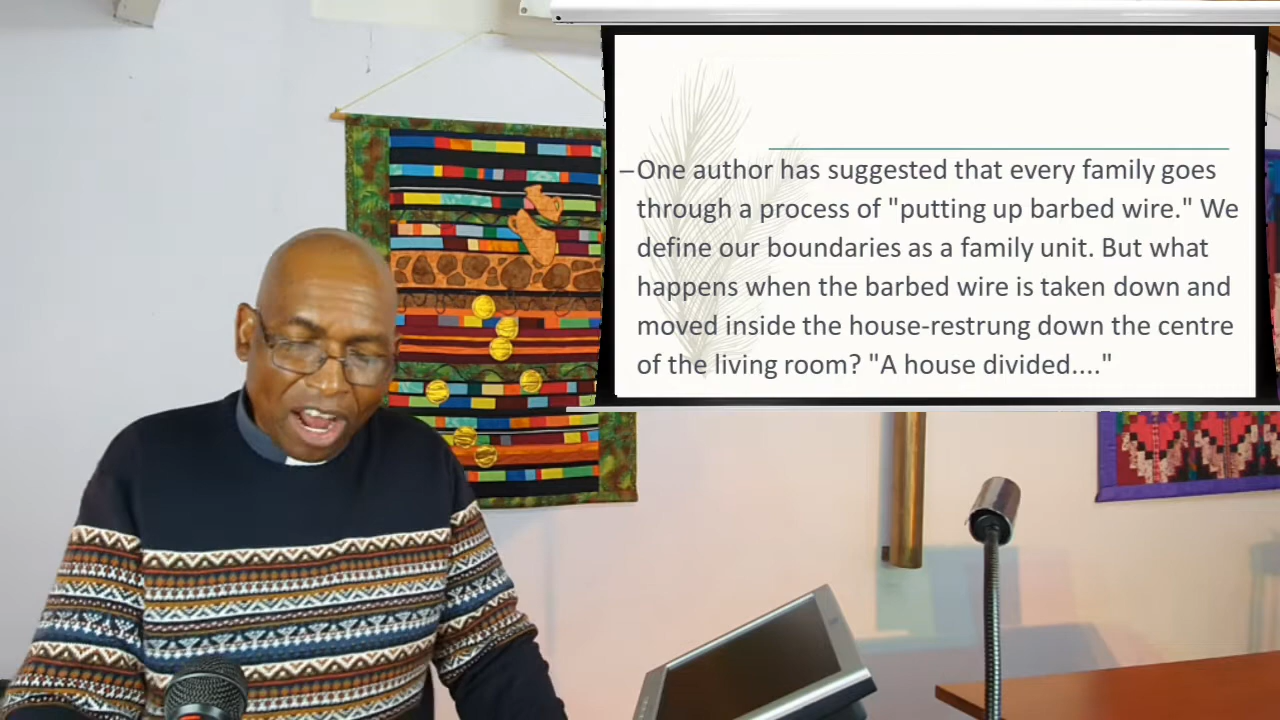 –One author has suggested that every family goes
through a process of "putting up barbed wire." We
define our boundaries as a family unit. But what
happens when the barbed wire is taken down and
moved inside the house-restrung down the centre
of the living room? "A house divided...."